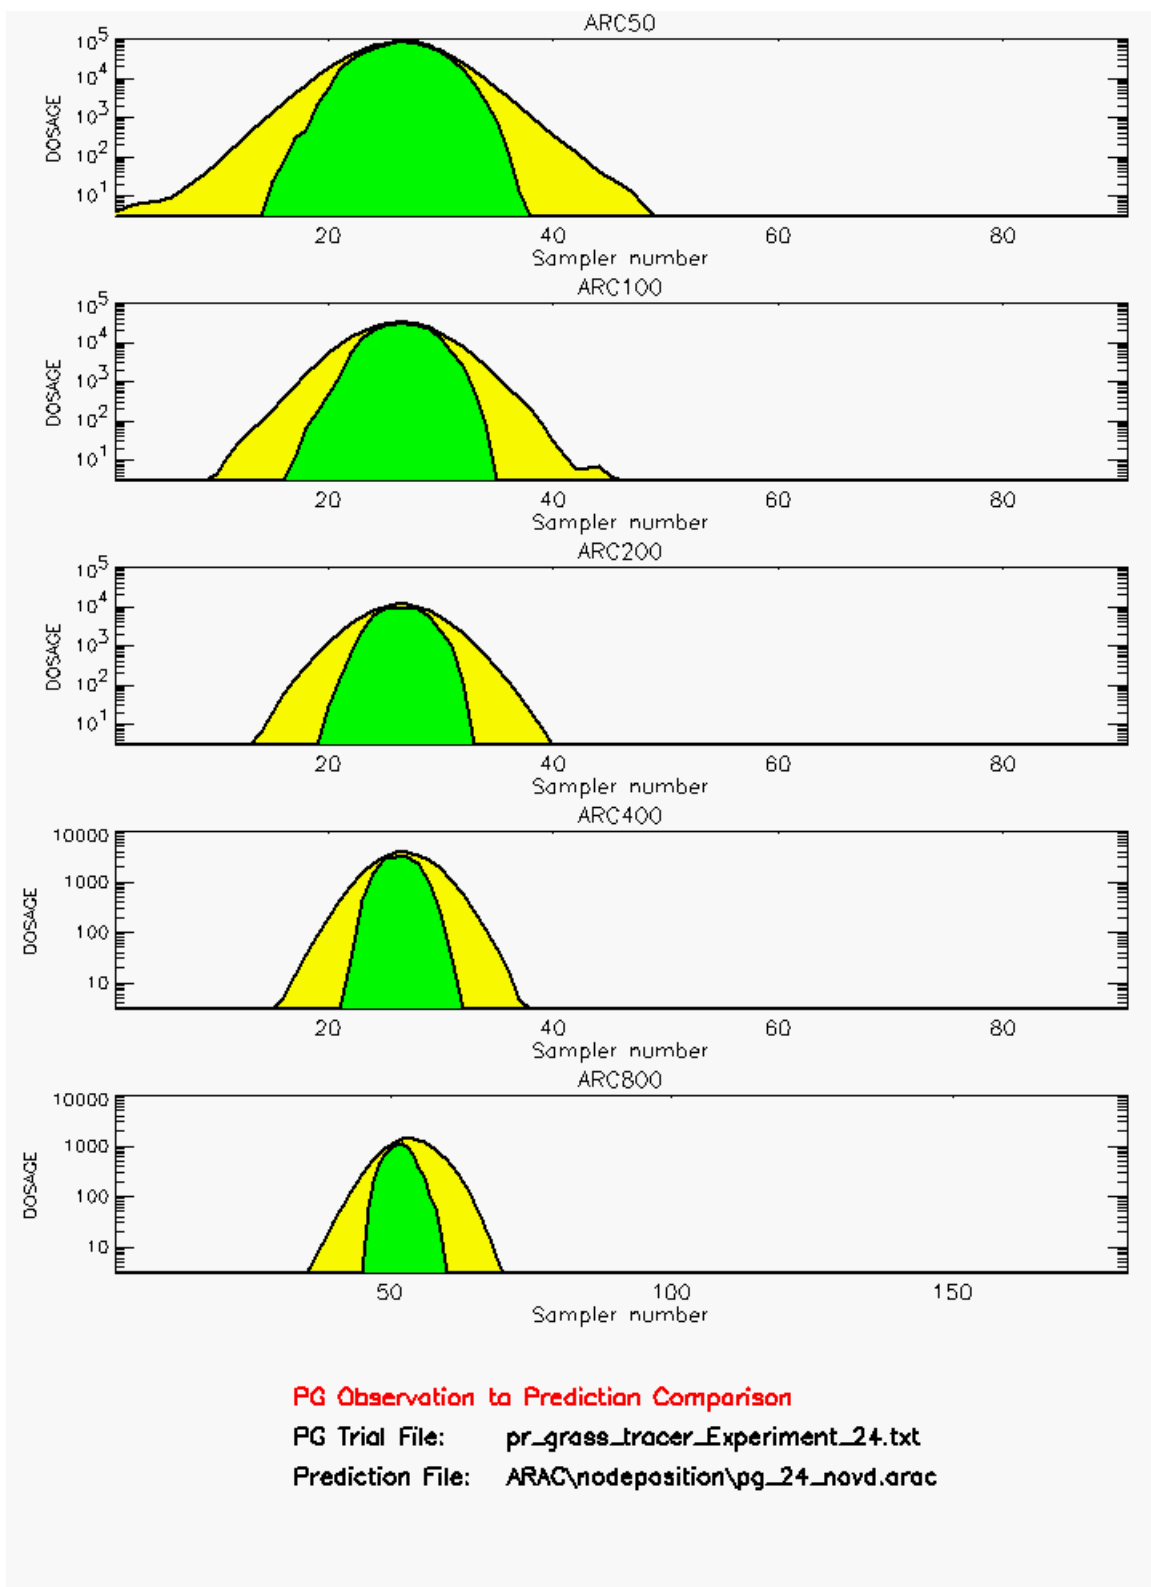 ARC50
10^5
10^4
10^3
10^2
10^1
DOSAGE
20 40 60 80
Sampler number
ARC100
10^5
10^4
10^3
10^2
10^1
DOSAGE
20 40 60 80
Sampler number
ARC200
10^5
10^4
10^3
10^2
10^1
DOSAGE
20 40 60 80
Sampler number
ARC400
10000
1000
100
10
DOSAGE
20 40 60 80
Sampler number
ARC800
10000
1000
100
10
DOSAGE
50 100 150
Sampler number
PG Observation to Prediction Comparison
PG Trial File: pr_grass_tracer_Experiment_24.txt
Prediction File: ARAC\nodeposition\pg_24_novd.arac